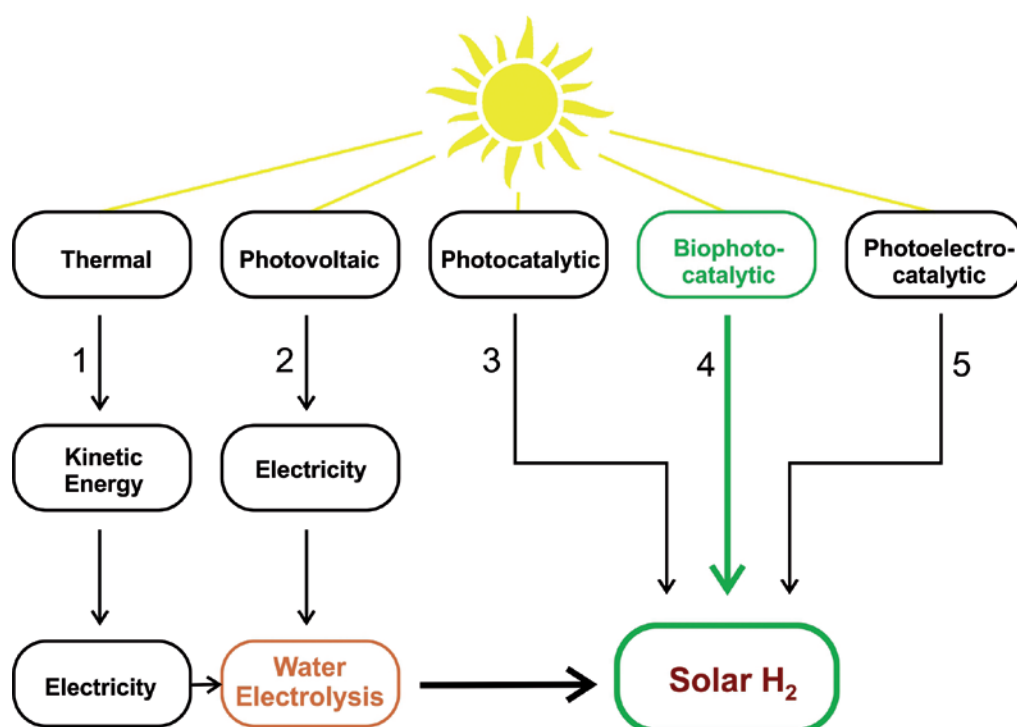 Thermal
Photovoltaic
Photocatalytic
Biophoto-
catalytic
Photoelectro-
catalytic
1
2
3
4
5
Kinetic
Energy
Electricity
Electricity
Water
Electrolysis
Solar H₂